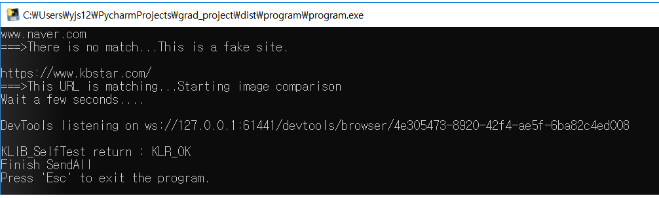 C:₩Users₩yjs12₩PycharmProjects₩grad_project₩dist₩program₩program.exe
www.naver.com
===>There is no match...This is a fake site.
https://www.kbstar.com/
===>This URL is matching...Starting image comparison
Wait a few seconds....
DevTools listening on ws://127.0.0.1:61441/devtools/browser/4e305473-8920-42f4-ae5f-6ba82c4ed008
KLIB_SelfTest return : KLR_OK
Finish SendAll
Press 'Esc' to exit the program.